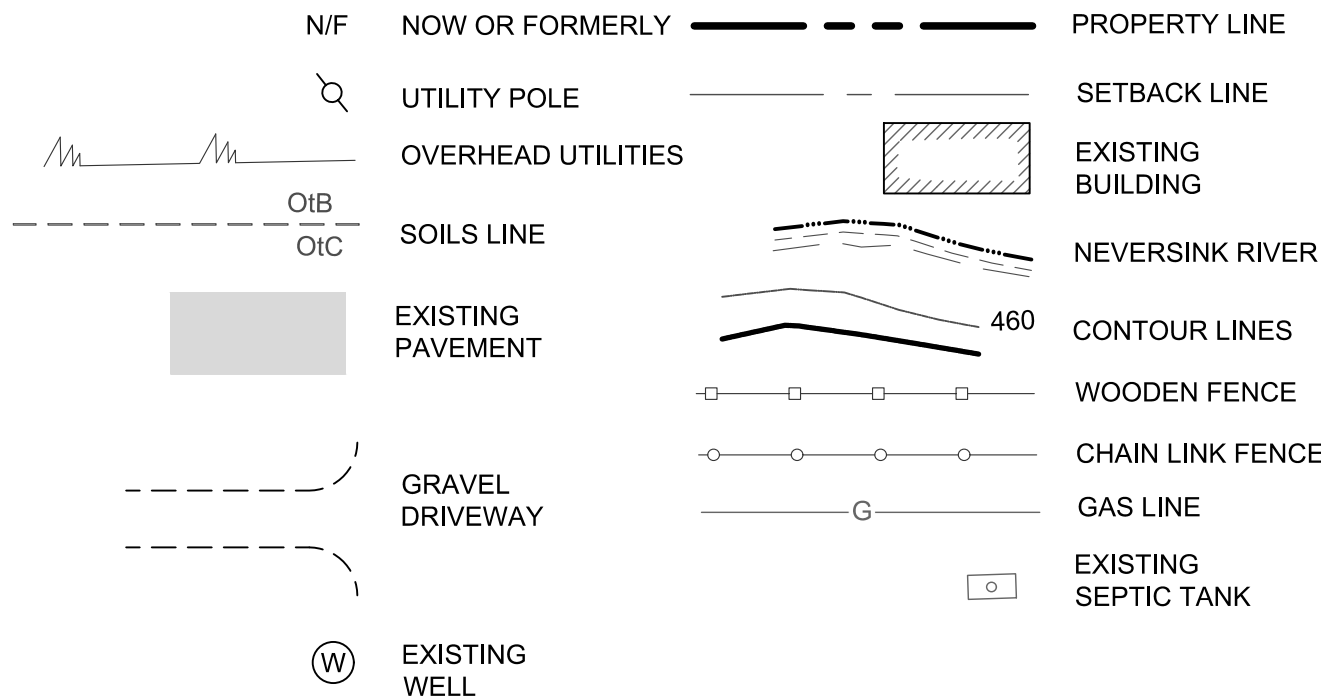 N/F NOW OR FORMERLY
UTILITY POLE
OVERHEAD UTILITIES
OtB
OtC
SOILS LINE
EXISTING
PAVEMENT
GRAVEL
DRIVEWAY
W
EXISTING
WELL
PROPERTY LINE
SETBACK LINE
EXISTING
BUILDING
NEVERSINK RIVER
460 CONTOUR LINES
WOODEN FENCE
CHAIN LINK FENCE
G GAS LINE
EXISTING
SEPTIC TANK